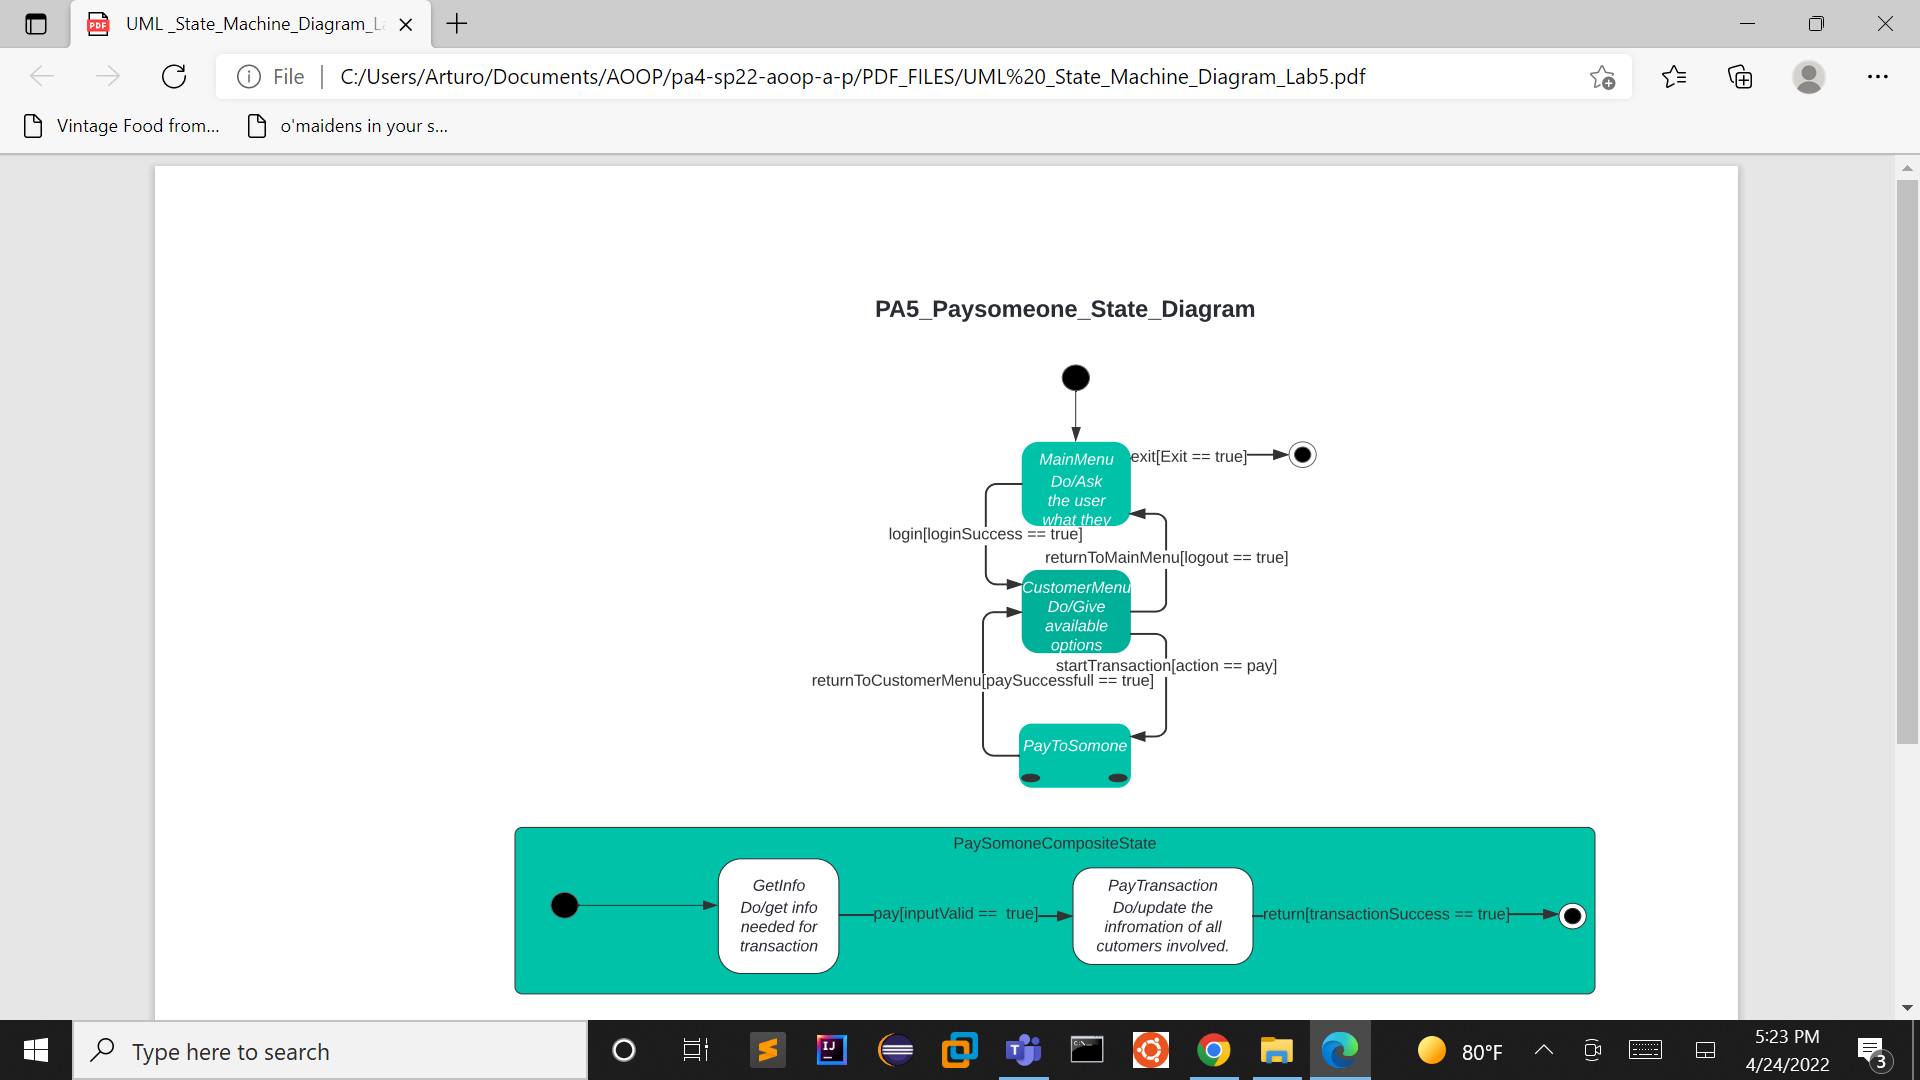 UML _State_Machine_Diagram_La
File
C:/Users/Arturo/Documents/AOOP/pa4-sp22-aoop-a-p/PDF_FILES/UML%20_State_Machine_Diagram_Lab5.pdf
Vintage Food from...
o'maidens in your s...
PA5_Paysomeone_State_Diagram
MainMenu
Do/Ask
the user
what they
exit[Exit == true]
login[loginSuccess == true]
returnToMainMenu[logout == true]
CustomerMenu
Do/Give
available
options
startTransaction[action == pay]
returnToCustomerMenu[paySuccessfull == true]
PayToSomone
PaySomoneCompositeState
GetInfo
Do/get info
needed for
transaction
pay[inputValid == true]
PayTransaction
Do/update the
infromation of all
cutomers involved.
return[transactionSuccess == true]
Type here to search
80°F
5:23 PM
4/24/2022
3